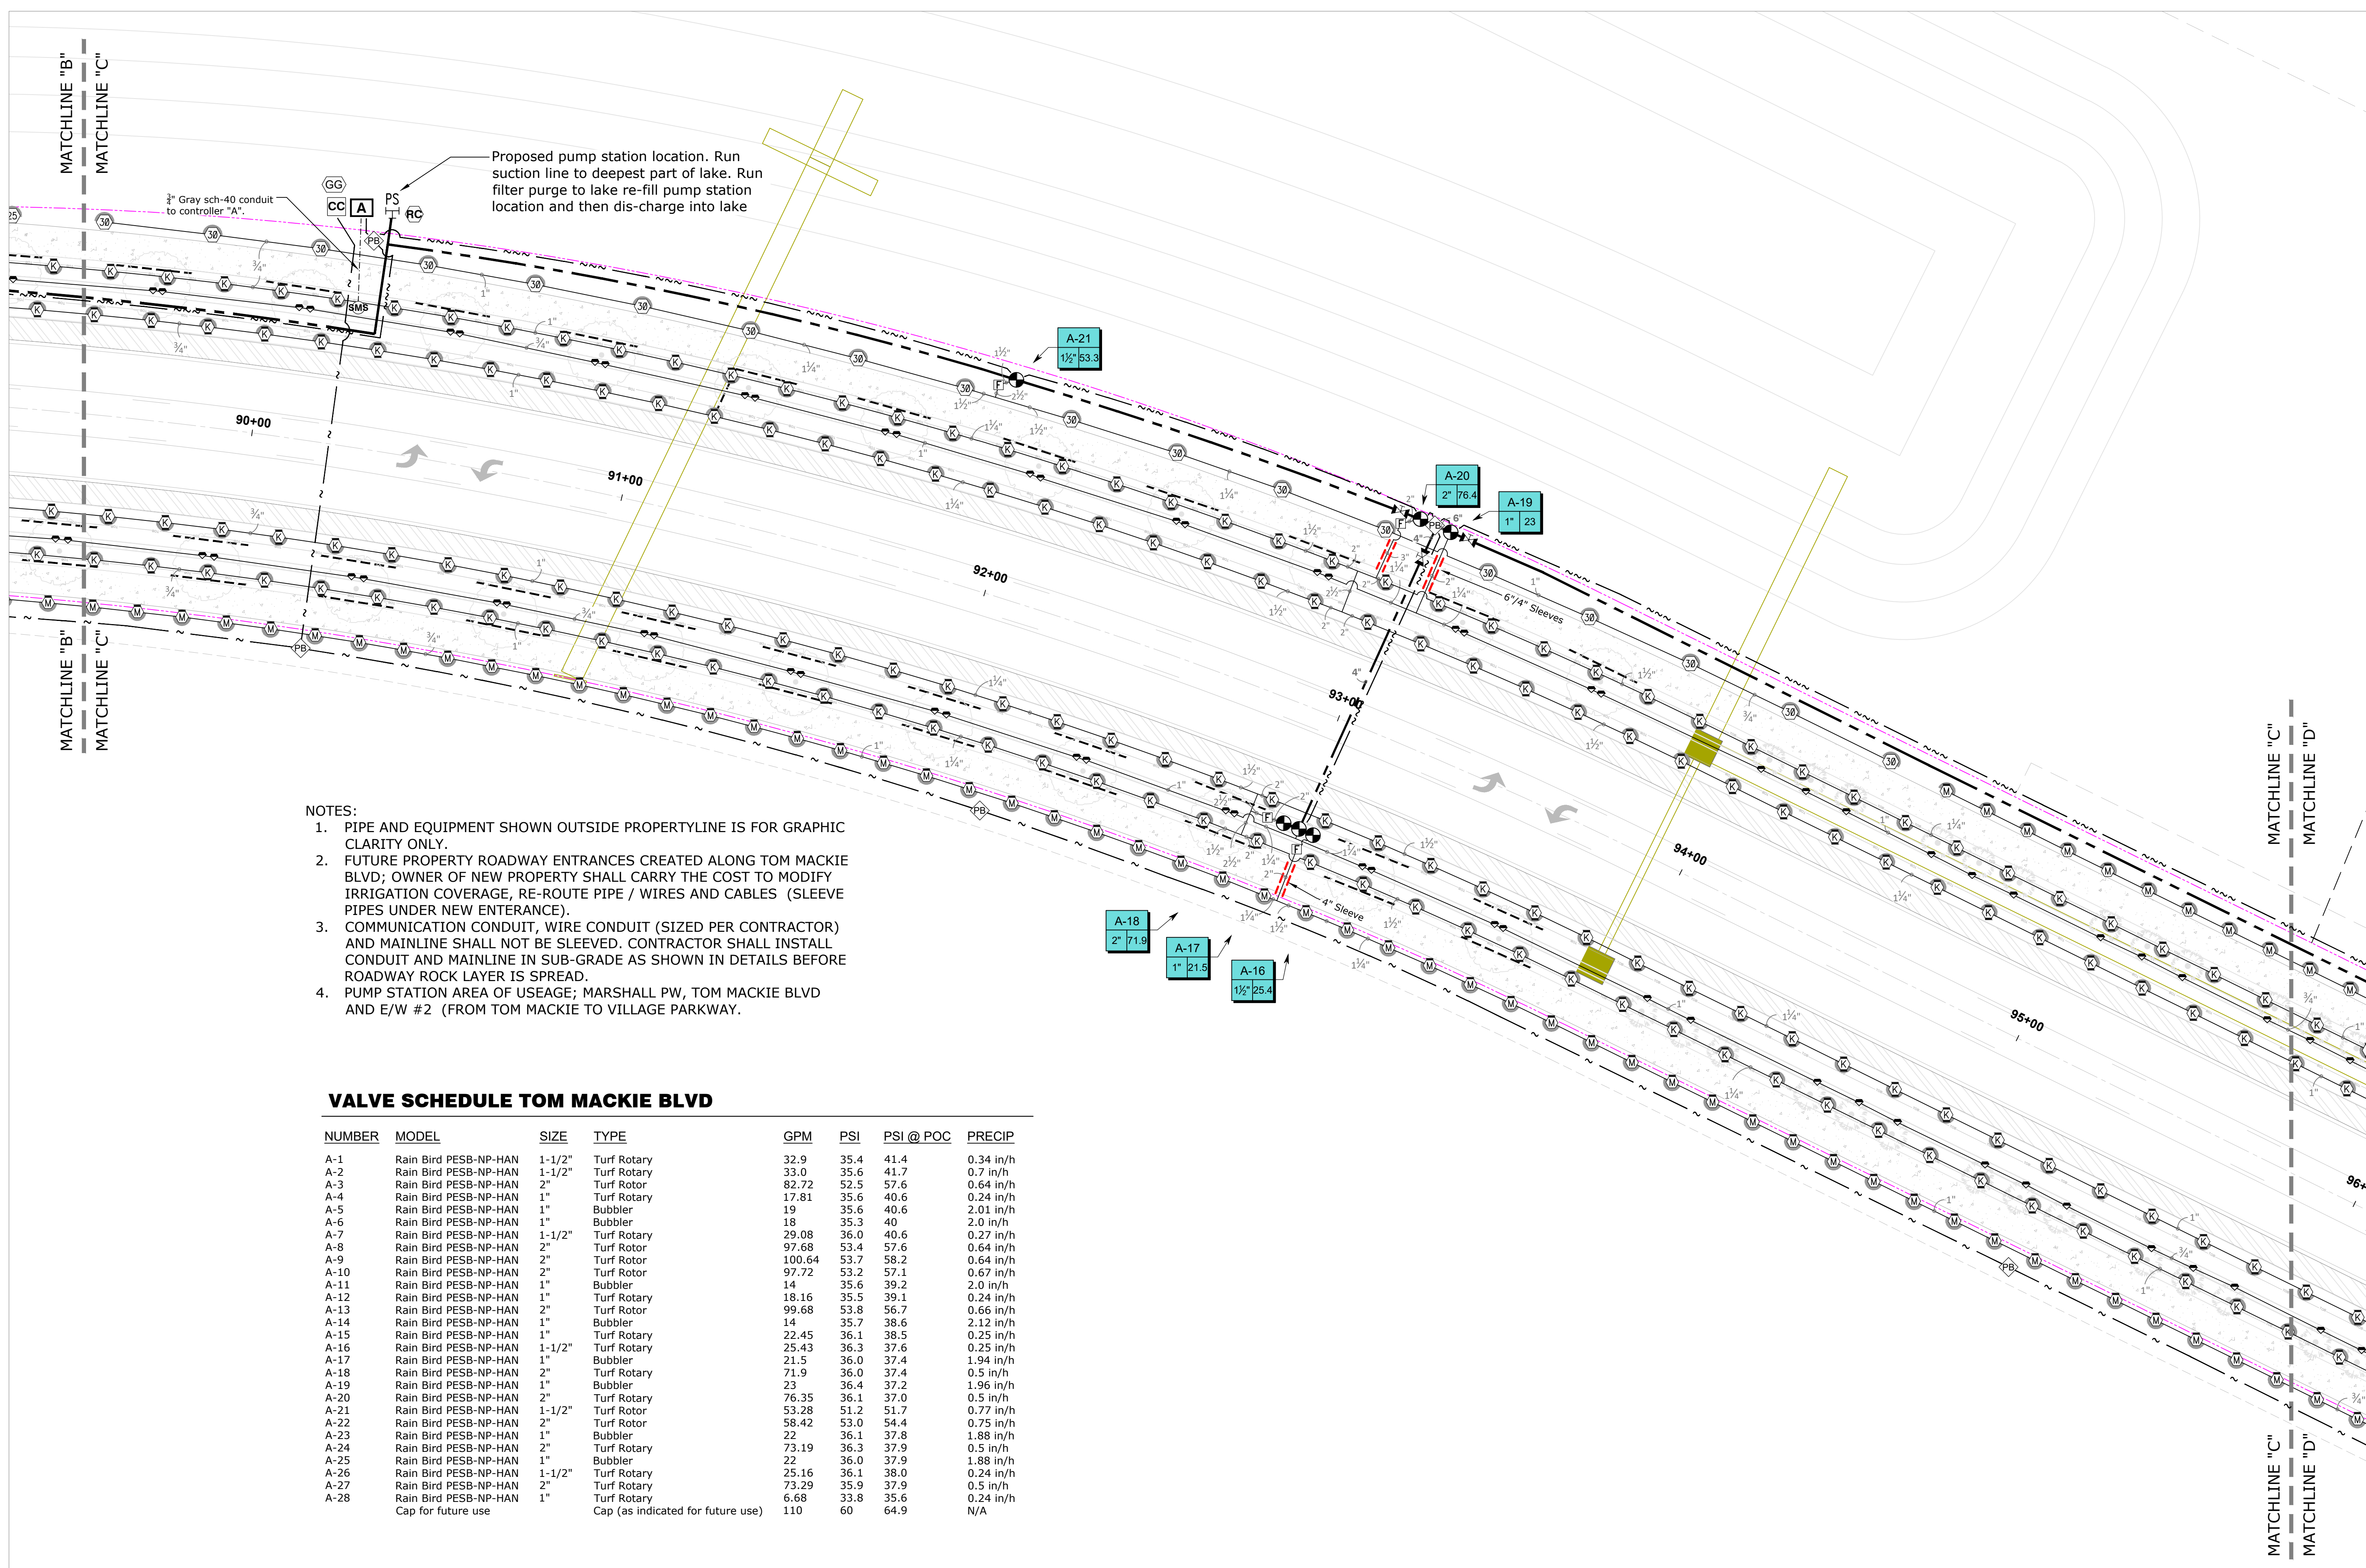 MATCHLINE "B"
MATCHLINE "C"
Proposed pump station location. Run
suction line to deepest part of lake. Run
filter purge to lake re-fill pump station
location and then dis-charge into lake
GG
CC
A
PS
RC
PB
SMS
¾" Gray sch-40 conduit
to controller "A".
A-21
1½" 53.3
A-20
2" 76.4
A-19
1" 23
90+00
91+00
92+00
93+00
94+00
95+00
6"/4" Sleeves
4" Sleeve
A-18
2" 71.9
A-17
1" 21.5
A-16
1½" 25.4
MATCHLINE "B"
MATCHLINE "C"
MATCHLINE "C"
MATCHLINE "D"
NOTES:
1. PIPE AND EQUIPMENT SHOWN OUTSIDE PROPERTYLINE IS FOR GRAPHIC
CLARITY ONLY.
2. FUTURE PROPERTY ROADWAY ENTRANCES CREATED ALONG TOM MACKIE
BLVD; OWNER OF NEW PROPERTY SHALL CARRY THE COST TO MODIFY
IRRIGATION COVERAGE, RE-ROUTE PIPE / WIRES AND CABLES (SLEEVE
PIPES UNDER NEW ENTERANCE).
3. COMMUNICATION CONDUIT, WIRE CONDUIT (SIZED PER CONTRACTOR)
AND MAINLINE SHALL NOT BE SLEEVED. CONTRACTOR SHALL INSTALL
CONDUIT AND MAINLINE IN SUB-GRADE AS SHOWN IN DETAILS BEFORE
ROADWAY ROCK LAYER IS SPREAD.
4. PUMP STATION AREA OF USEAGE; MARSHALL PW, TOM MACKIE BLVD
AND E/W #2 (FROM TOM MACKIE TO VILLAGE PARKWAY.
VALVE SCHEDULE TOM MACKIE BLVD
NUMBER MODEL SIZE TYPE GPM PSI PSI @ POC PRECIP
A-1 Rain Bird PESB-NP-HAN 1-1/2" Turf Rotary 32.9 35.4 41.4 0.34 in/h
A-2 Rain Bird PESB-NP-HAN 1-1/2" Turf Rotary 33.0 35.6 41.7 0.7 in/h
A-3 Rain Bird PESB-NP-HAN 2" Turf Rotor 82.72 52.5 57.6 0.64 in/h
A-4 Rain Bird PESB-NP-HAN 1" Turf Rotary 17.81 35.6 40.6 0.24 in/h
A-5 Rain Bird PESB-NP-HAN 1" Bubbler 19 35.6 40.6 2.01 in/h
A-6 Rain Bird PESB-NP-HAN 1" Bubbler 18 35.3 40 2.0 in/h
A-7 Rain Bird PESB-NP-HAN 1-1/2" Turf Rotary 29.08 36.0 40.6 0.27 in/h
A-8 Rain Bird PESB-NP-HAN 2" Turf Rotor 97.68 53.4 57.6 0.64 in/h
A-9 Rain Bird PESB-NP-HAN 2" Turf Rotor 100.64 53.7 58.2 0.64 in/h
A-10 Rain Bird PESB-NP-HAN 2" Turf Rotor 97.72 53.2 57.1 0.67 in/h
A-11 Rain Bird PESB-NP-HAN 1" Bubbler 14 35.6 39.2 2.0 in/h
A-12 Rain Bird PESB-NP-HAN 1" Turf Rotary 18.16 35.5 39.1 0.24 in/h
A-13 Rain Bird PESB-NP-HAN 2" Turf Rotor 99.68 53.8 56.7 0.66 in/h
A-14 Rain Bird PESB-NP-HAN 1" Bubbler 14 35.7 38.6 2.12 in/h
A-15 Rain Bird PESB-NP-HAN 1" Turf Rotary 22.45 36.1 38.5 0.25 in/h
A-16 Rain Bird PESB-NP-HAN 1-1/2" Turf Rotary 25.43 36.3 37.6 0.25 in/h
A-17 Rain Bird PESB-NP-HAN 1" Bubbler 21.5 36.0 37.4 1.94 in/h
A-18 Rain Bird PESB-NP-HAN 2" Turf Rotary 71.9 36.0 37.4 0.5 in/h
A-19 Rain Bird PESB-NP-HAN 1" Bubbler 23 36.4 37.2 1.96 in/h
A-20 Rain Bird PESB-NP-HAN 2" Turf Rotary 76.35 36.1 37.0 0.5 in/h
A-21 Rain Bird PESB-NP-HAN 1-1/2" Turf Rotor 53.28 51.2 51.7 0.77 in/h
A-22 Rain Bird PESB-NP-HAN 2" Turf Rotor 58.42 53.0 54.4 0.75 in/h
A-23 Rain Bird PESB-NP-HAN 1" Bubbler 22 36.1 37.8 1.88 in/h
A-24 Rain Bird PESB-NP-HAN 2" Turf Rotary 73.19 36.3 37.9 0.5 in/h
A-25 Rain Bird PESB-NP-HAN 1" Bubbler 22 36.0 37.9 1.88 in/h
A-26 Rain Bird PESB-NP-HAN 1-1/2" Turf Rotary 25.16 36.1 38.0 0.24 in/h
A-27 Rain Bird PESB-NP-HAN 2" Turf Rotary 73.29 35.9 37.9 0.5 in/h
A-28 Rain Bird PESB-NP-HAN 1" Turf Rotary 6.68 33.8 35.6 0.24 in/h
Cap for future use Cap (as indicated for future use) 110 60 64.9 N/A
MATCHLINE "C"
MATCHLINE "D"